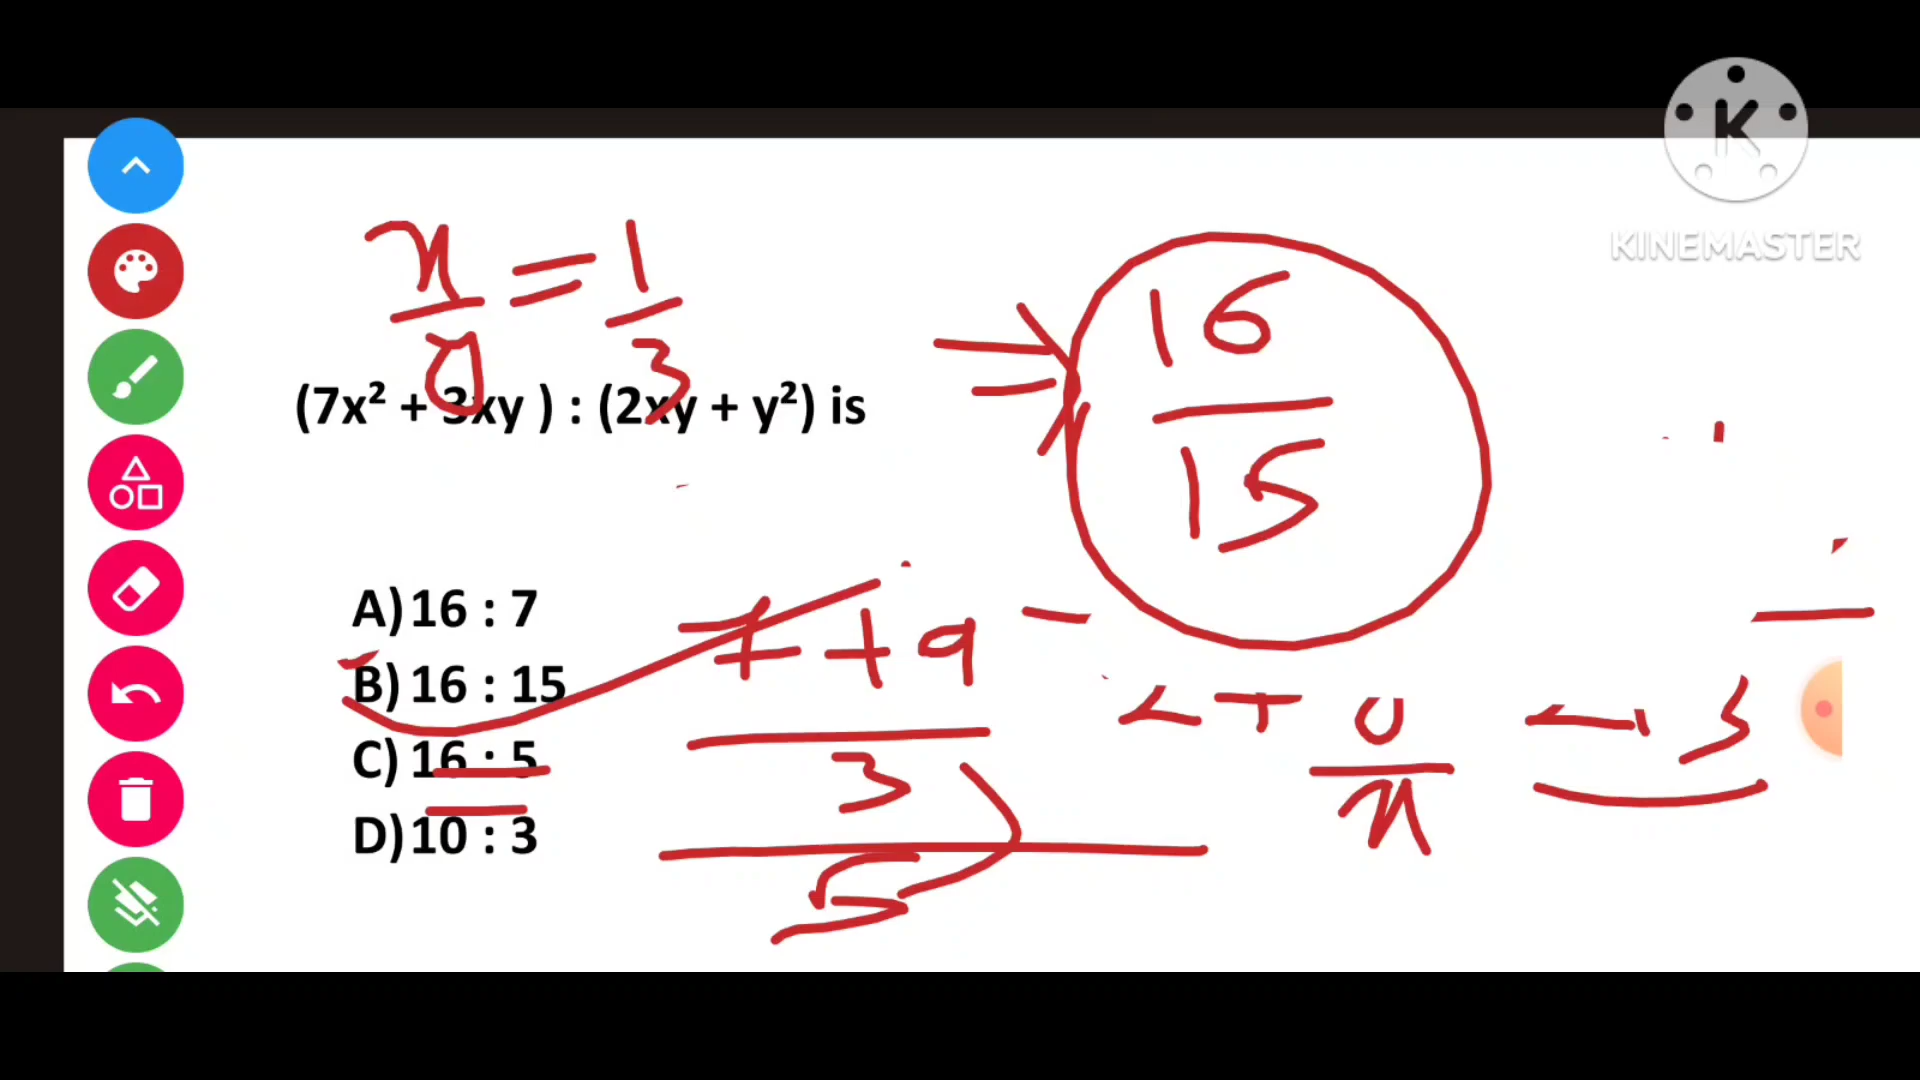 KINEMASTER
x/y = 1/3
16/15
(7x² + 3xy ) : (2xy + y²) is
A) 16 : 7
B) 16 : 15
C) 16 : 5
D) 10 : 3
7 + 9
3
5
x
3